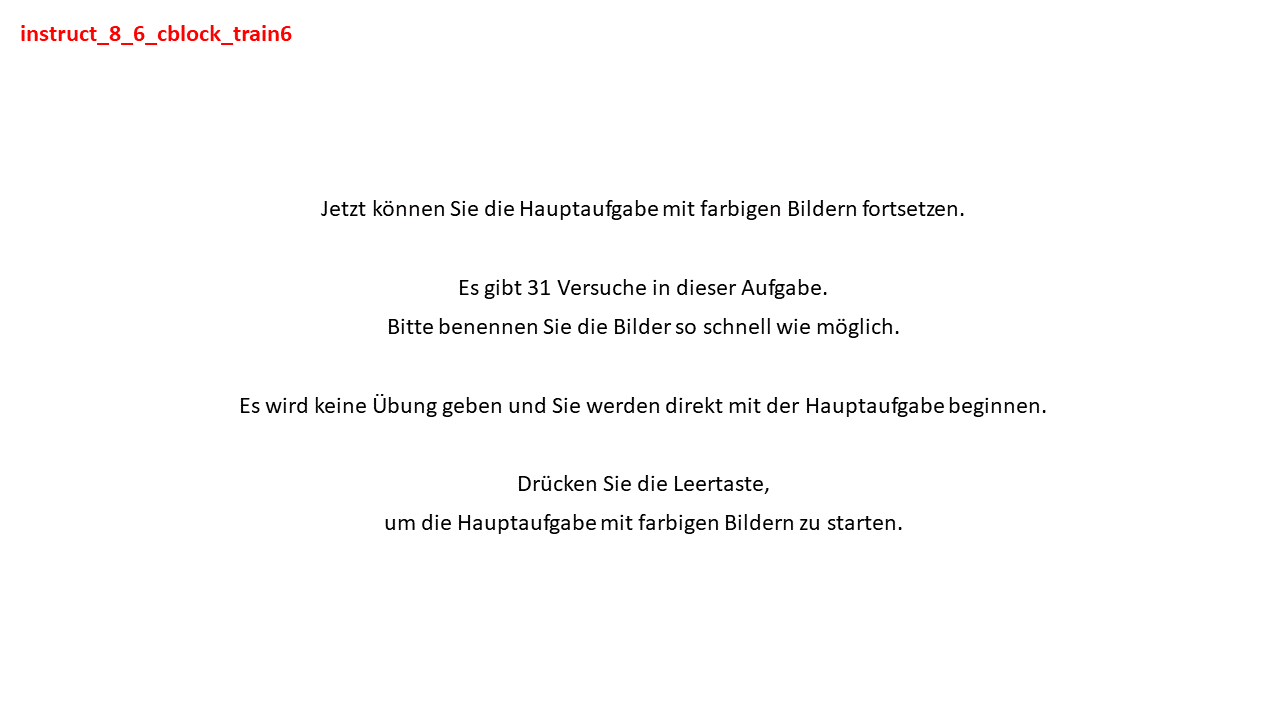 instruct_8_6_cblock_train6
Jetzt können Sie die Hauptaufgabe mit farbigen Bildern fortsetzen.
Es gibt 31 Versuche in dieser Aufgabe.
Bitte benennen Sie die Bilder so schnell wie möglich.
Es wird keine Übung geben und Sie werden direkt mit der Hauptaufgabe beginnen.
Drücken Sie die Leertaste,
um die Hauptaufgabe mit farbigen Bildern zu starten.